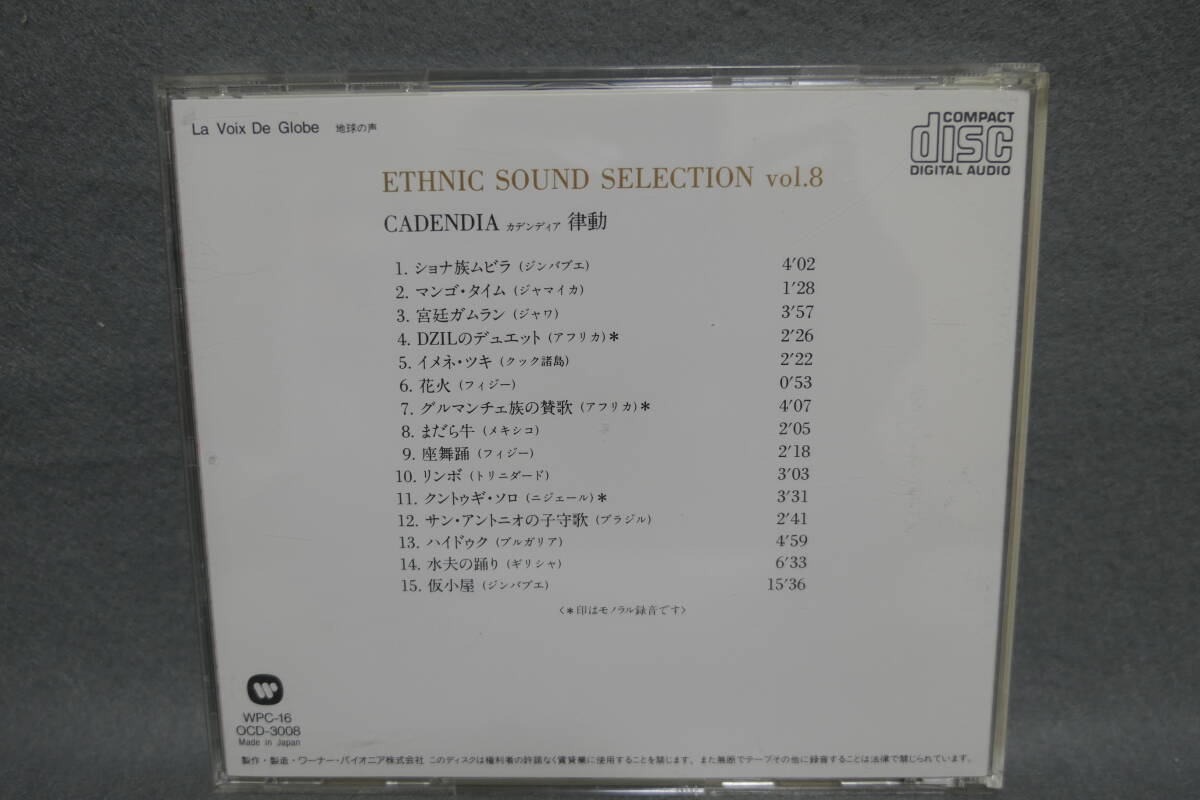 La Voix De Globe 地球の声
COMPACT
disc
DIGITAL AUDIO
ETHNIC SOUND SELECTION vol.8
CADENDIA カデンディア 律動
1. ショナ族ムビラ (ジンバブエ) 4'02
2. マンゴ・タイム (ジャマイカ) 1'28
3. 宮廷ガムラン (ジャワ) 3'57
4. DZILのデュエット (アフリカ)* 2'26
5. イメネ・ツキ (クック諸島) 2'22
6. 花火 (フィジー) 0'53
7. グルマンチェ族の賛歌 (アフリカ)* 4'07
8. まだら牛 (メキシコ) 2'05
9. 座舞踊 (フィジー) 2'18
10. リンボ (トリニダード) 3'03
11. クントゥギ・ソロ (ニジェール)* 3'31
12. サン・アントニオの子守歌 (ブラジル) 2'41
13. ハイドゥク (ブルガリア) 4'59
14. 水夫の踊り (ギリシャ) 6'33
15. 仮小屋 (ジンバブエ) 15'36
〈*印はモノラル録音です〉
WPC-16
OCD-3008
Made in Japan
製作・製造・ワーナー・パイオニア株式会社 このディスクは権利者の許諾なく賃貸業に使用することを禁じます。また無断でテープその他に録音することは法律で禁じられています。